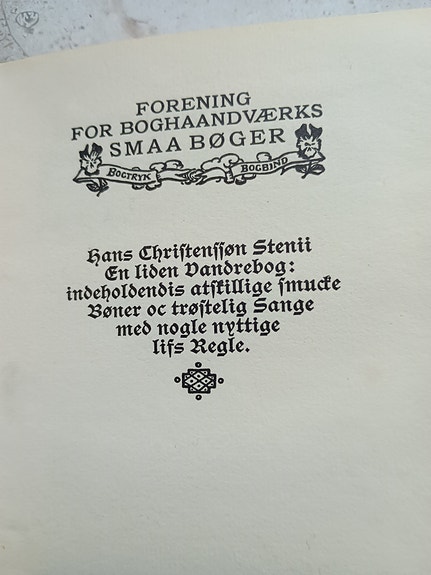 FORENING
FOR BOGHAANDVÆRKS
SMAA BØGER
BOGTRYK BOGBIND
Hans Christenssøn Stenii
En liden Vandrebog:
indeholdendis atskillige smucke
Bøner oc trøstelig Sange
med nogle nyttige
lifs Regle.